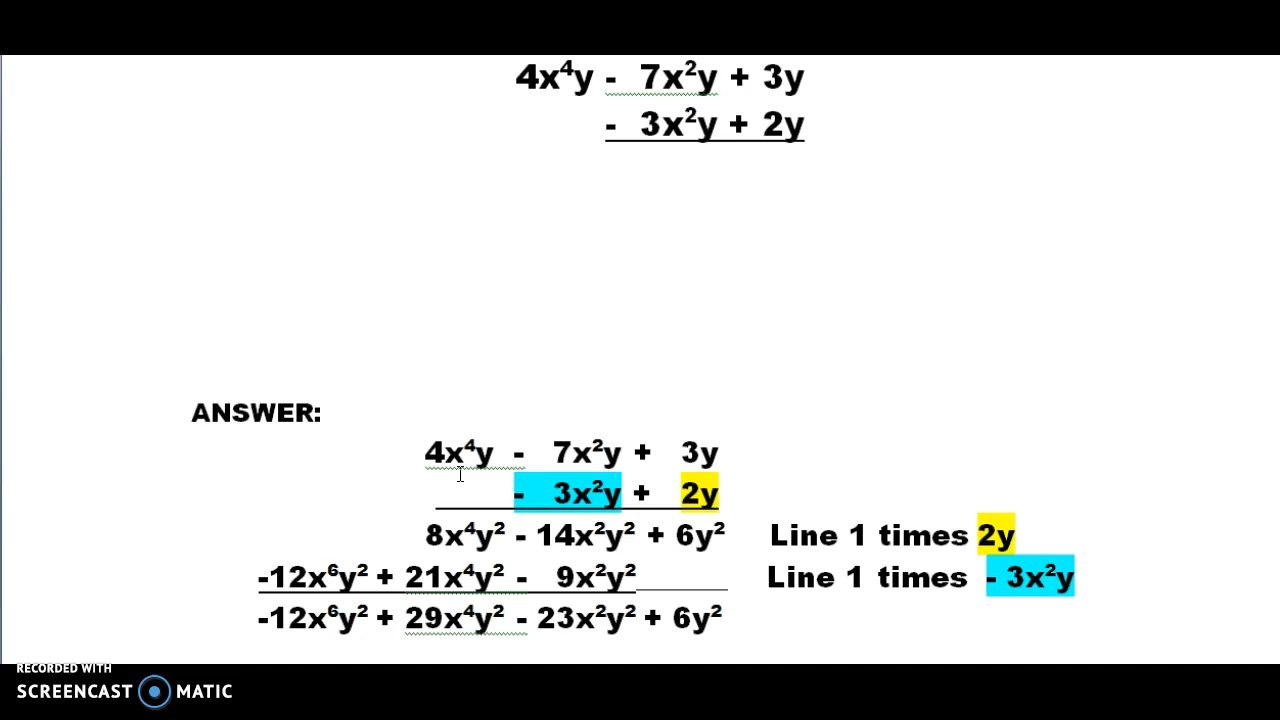 4x⁴y - 7x²y + 3y
- 3x²y + 2y
ANSWER:
4x⁴y - 7x²y + 3y
- 3x²y + 2y
8x⁴y² - 14x²y² + 6y² Line 1 times 2y
-12x⁶y² + 21x⁴y² - 9x²y² Line 1 times - 3x²y
-12x⁶y² + 29x⁴y² - 23x²y² + 6y²
RECORDED WITH
SCREENCAST MATIC